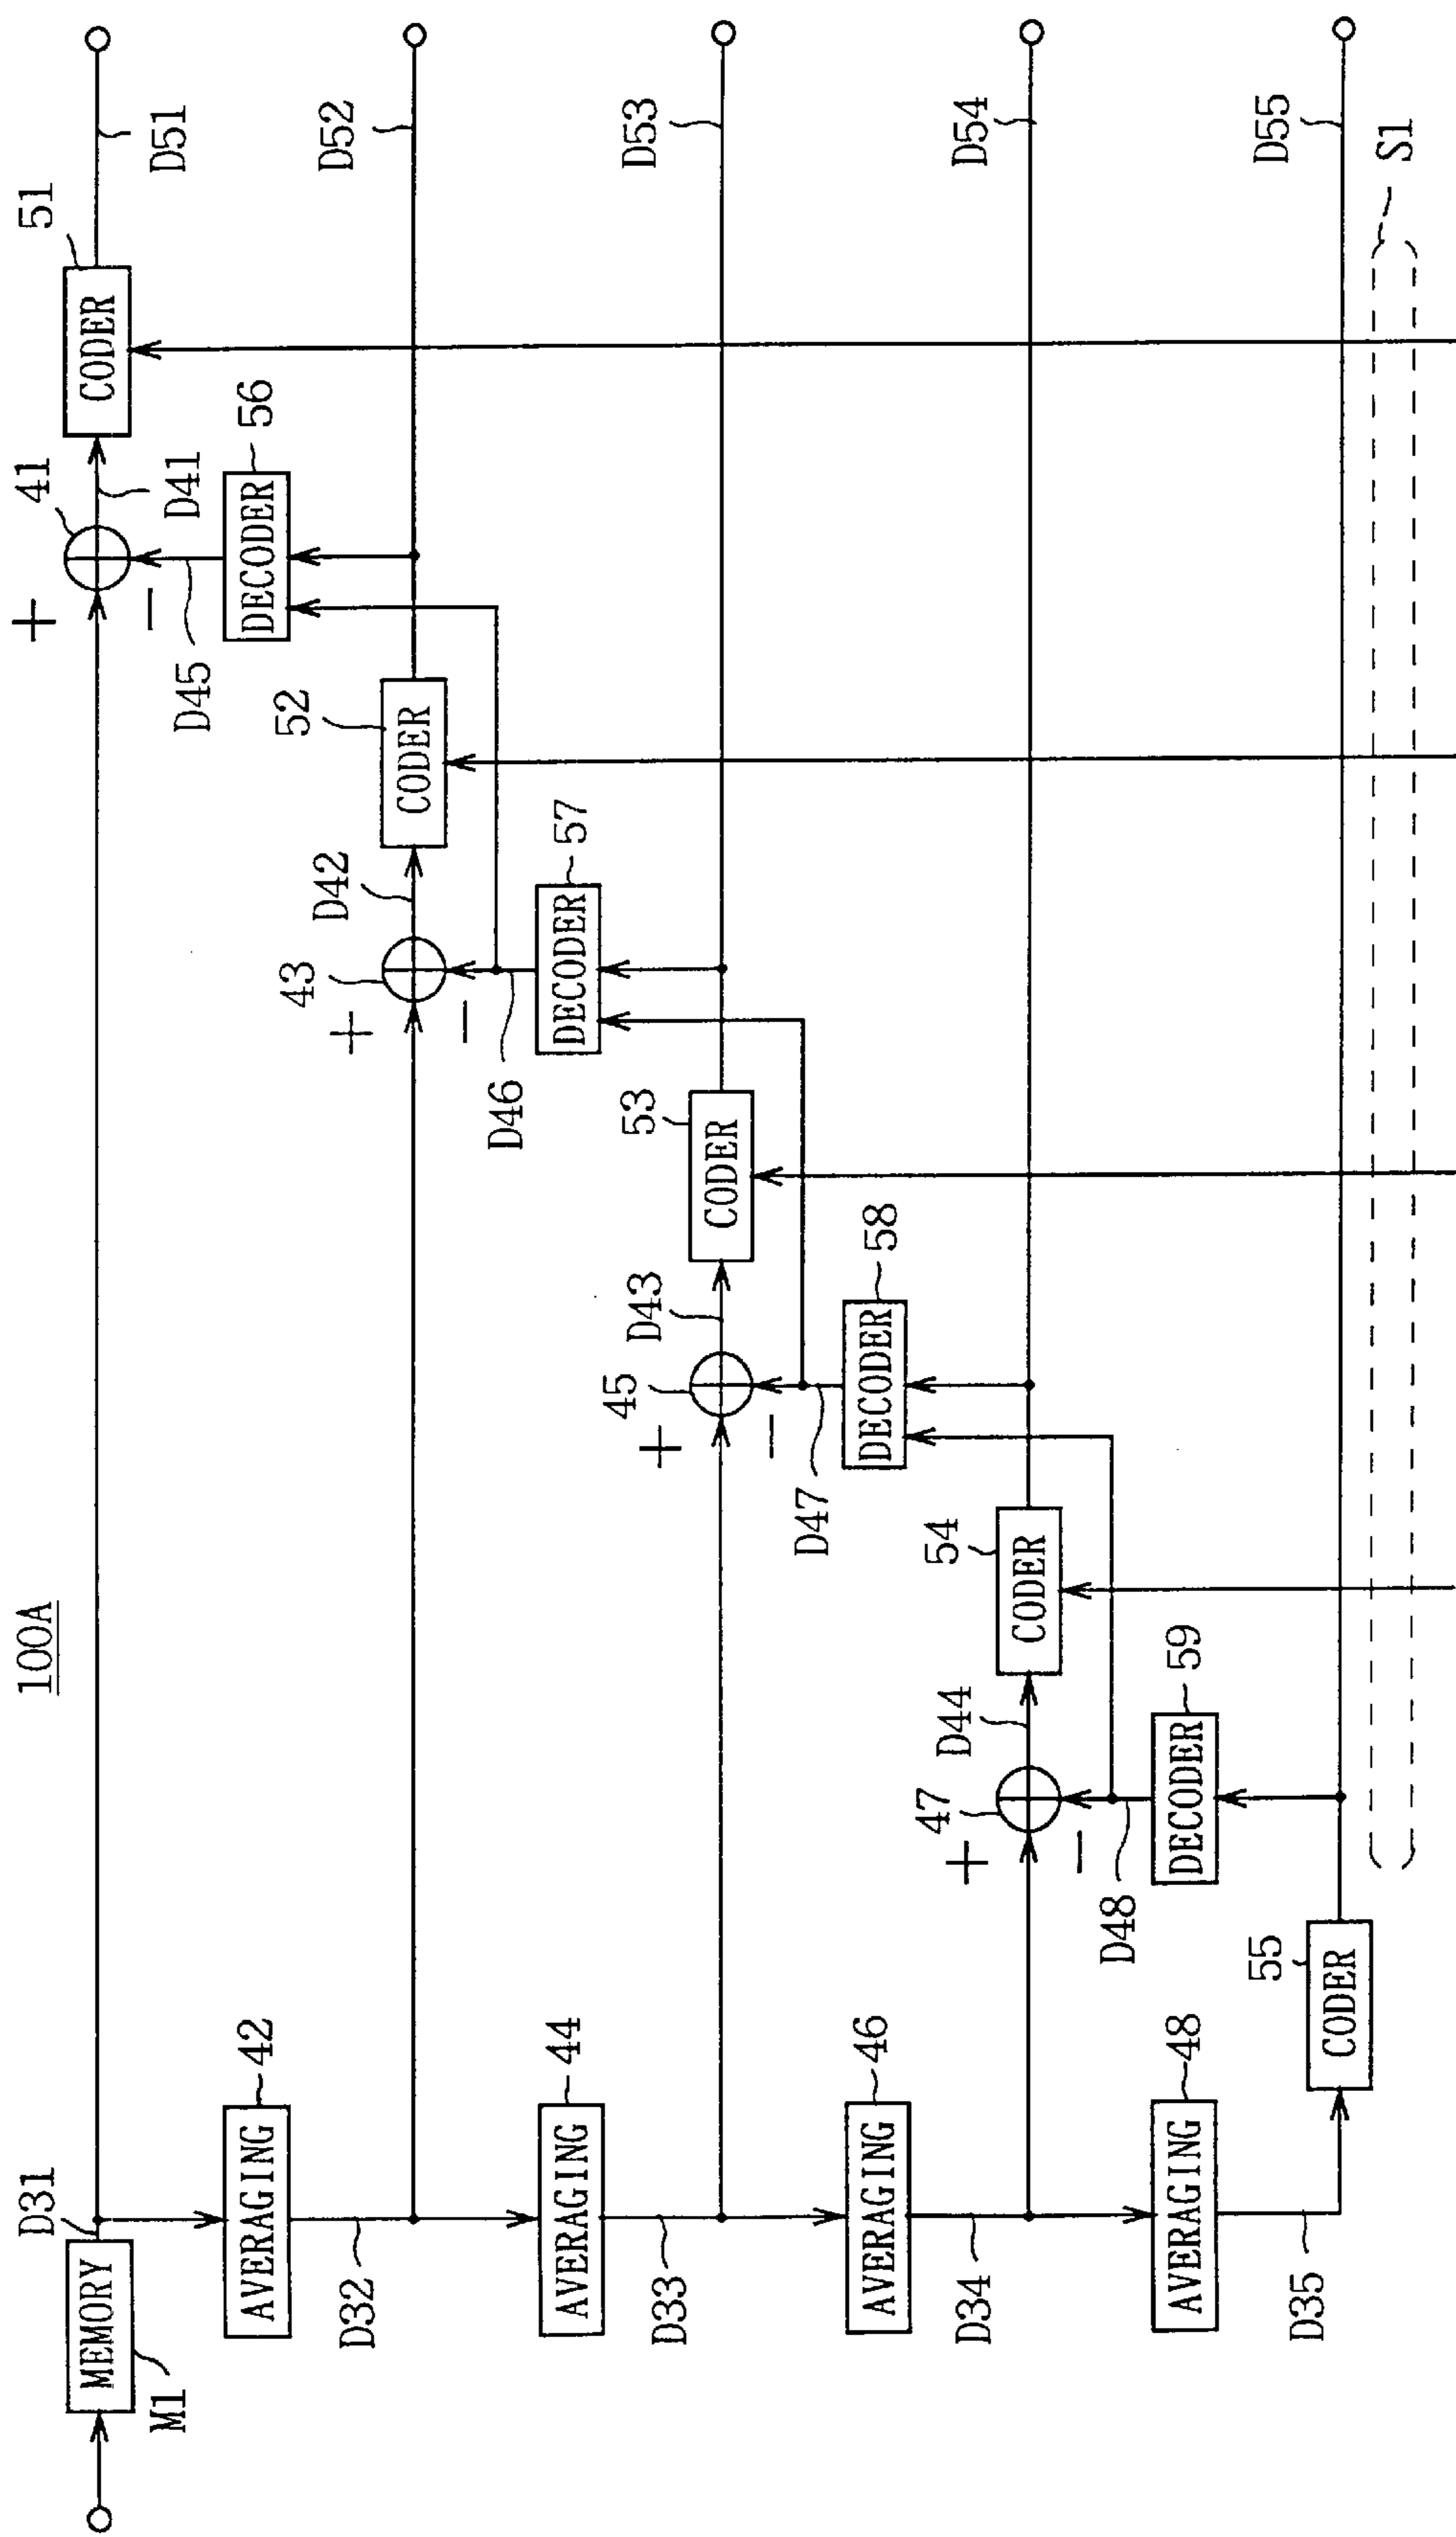 100A
MEMORY
M1
D31
+
41
−
D41
CODER
51
D51
D45
DECODER
56
AVERAGING
42
D32
+
43
−
D42
CODER
52
D52
D46
DECODER
57
AVERAGING
44
D33
+
45
−
D43
CODER
53
D53
D47
DECODER
58
AVERAGING
46
D34
+
47
−
D44
CODER
54
D54
D48
DECODER
59
AVERAGING
48
D35
CODER
55
D55
S1